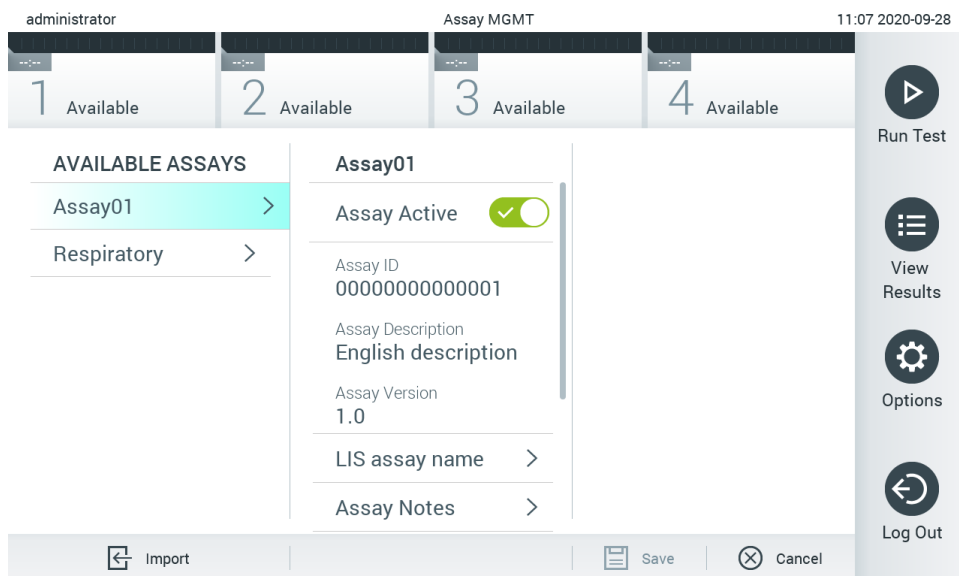 administrator
Assay MGMT
11:07 2020-09-28
--:--
1 Available
--:--
2 Available
--:--
3 Available
--:--
4 Available
AVAILABLE ASSAYS
Assay01
Respiratory
Assay01
Assay Active
Assay ID
00000000000001
Assay Description
English description
Assay Version
1.0
LIS assay name
Assay Notes
Run Test
View
Results
Options
Log Out
Import
Save
Cancel